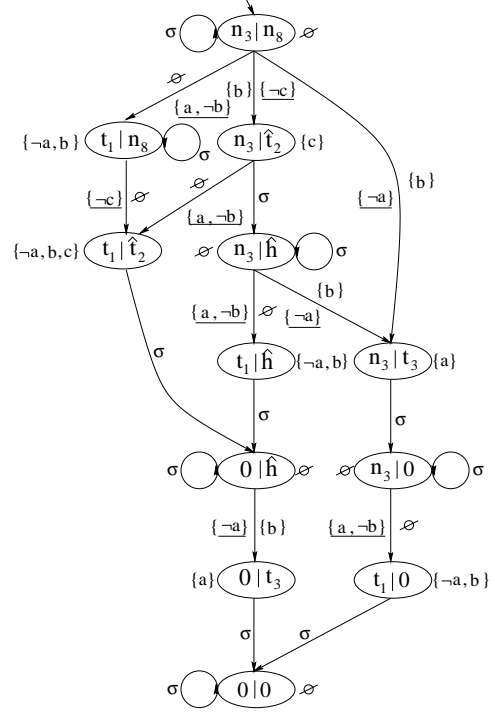 σ n₃|n₈ ∅
∅ {b} {¬c}
{a, ¬b} {b}
{¬a,b} t₁|n₈ σ n₃|t̂₂ {c}
{¬c} ∅ ∅ σ {¬a}
{a, ¬b}
{¬a,b,c} t₁|t̂₂ ∅ n₃|ĥ σ
{b}
{a, ¬b} ∅ {¬a}
σ t₁|ĥ {¬a,b} n₃|t₃ {a}
σ σ
σ 0|ĥ ∅ ∅ n₃|0 σ
{¬a} {b} {a, ¬b} ∅
{a} 0|t₃ t₁|0 {¬a,b}
σ σ
σ 0|0 ∅